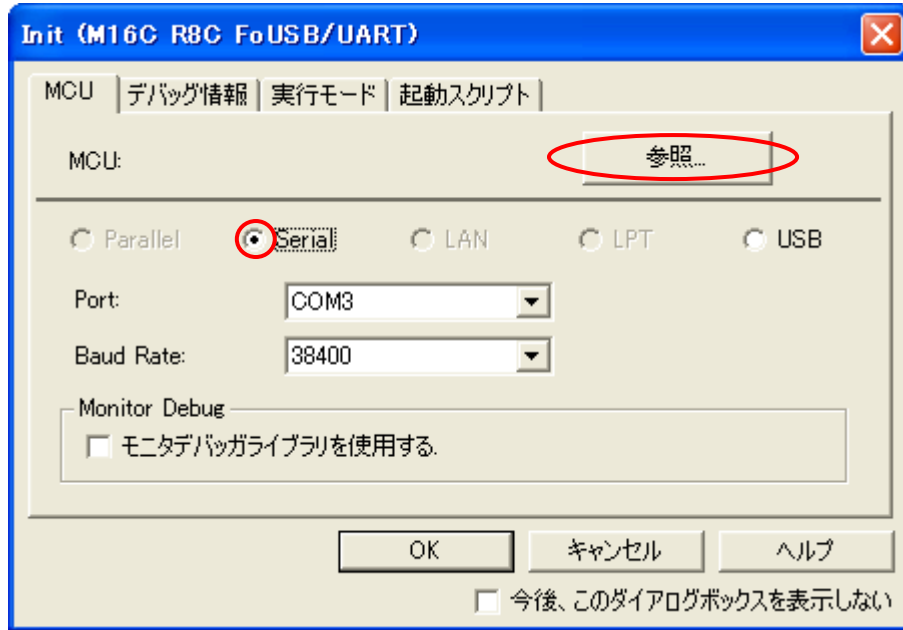 Init (M16C R8C FoUSB/UART)
MCU デバッグ情報 実行モード 起動スクリプト
MCU: 参照...
Parallel Serial LAN LPT USB
Port: COM3
Baud Rate: 38400
Monitor Debug
モニタデバッガライブラリを使用する.
OK キャンセル ヘルプ
今後、このダイアログボックスを表示しない